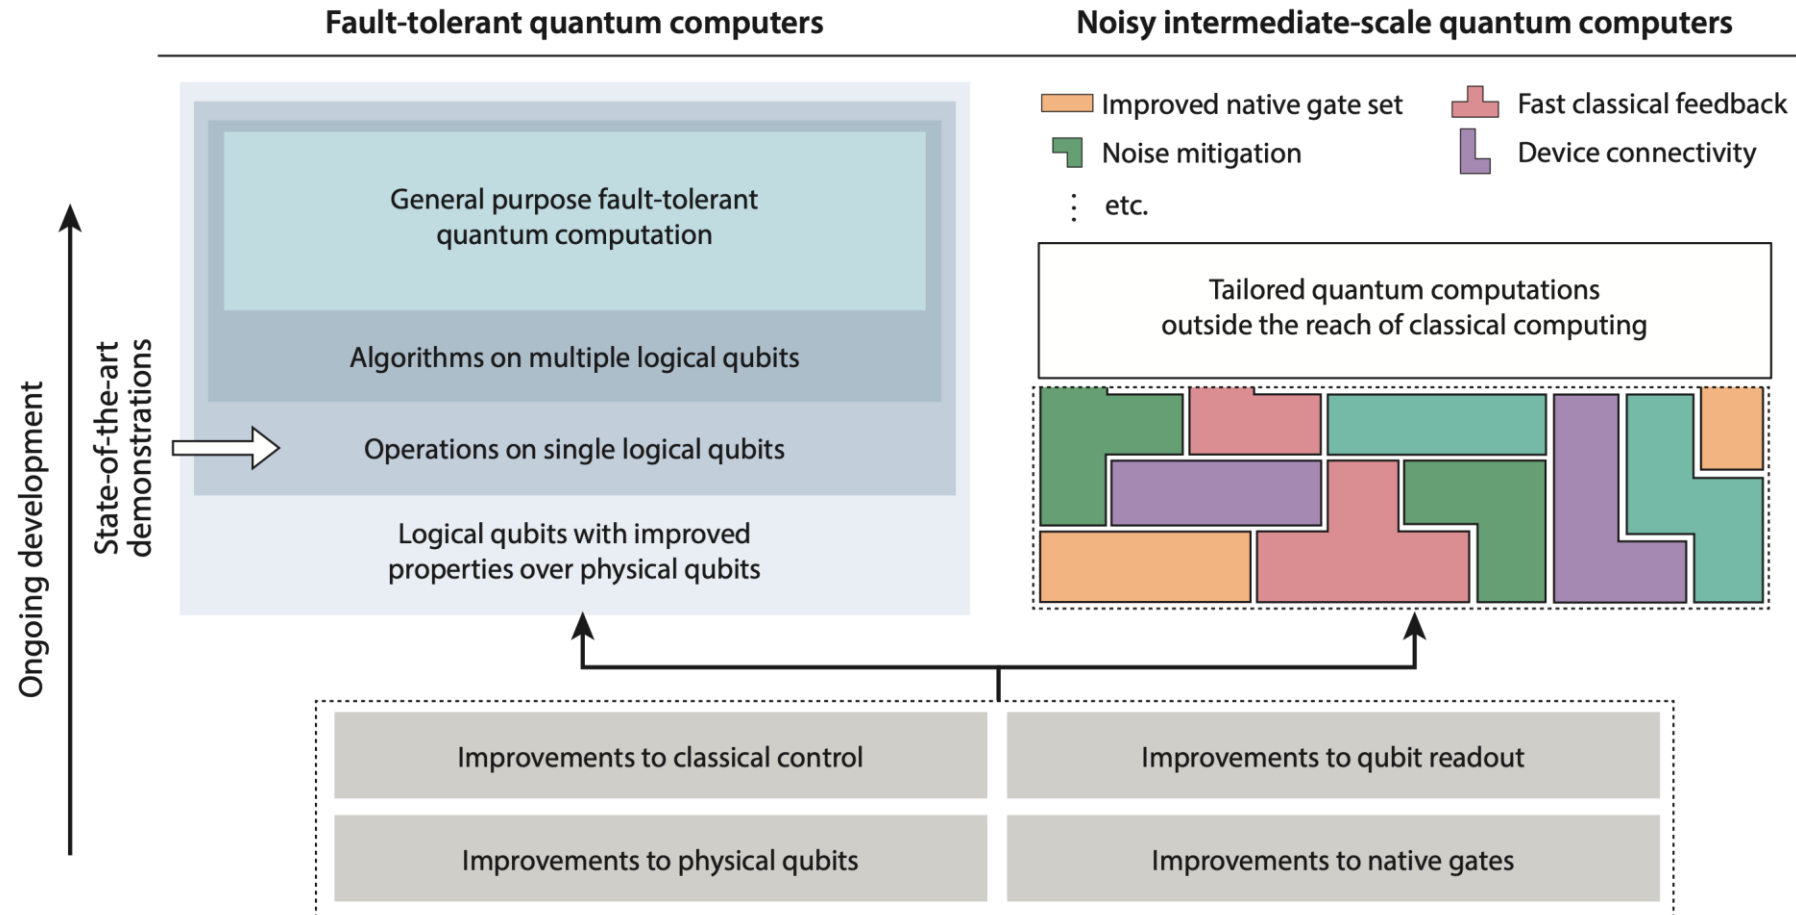 Fault-tolerant quantum computers
Noisy intermediate-scale quantum computers
Ongoing development
State-of-the-art
demonstrations
General purpose fault-tolerant
quantum computation
Algorithms on multiple logical qubits
Operations on single logical qubits
Logical qubits with improved
properties over physical qubits
Improved native gate set
Fast classical feedback
Noise mitigation
Device connectivity
⋮ etc.
Tailored quantum computations
outside the reach of classical computing
Improvements to classical control
Improvements to qubit readout
Improvements to physical qubits
Improvements to native gates